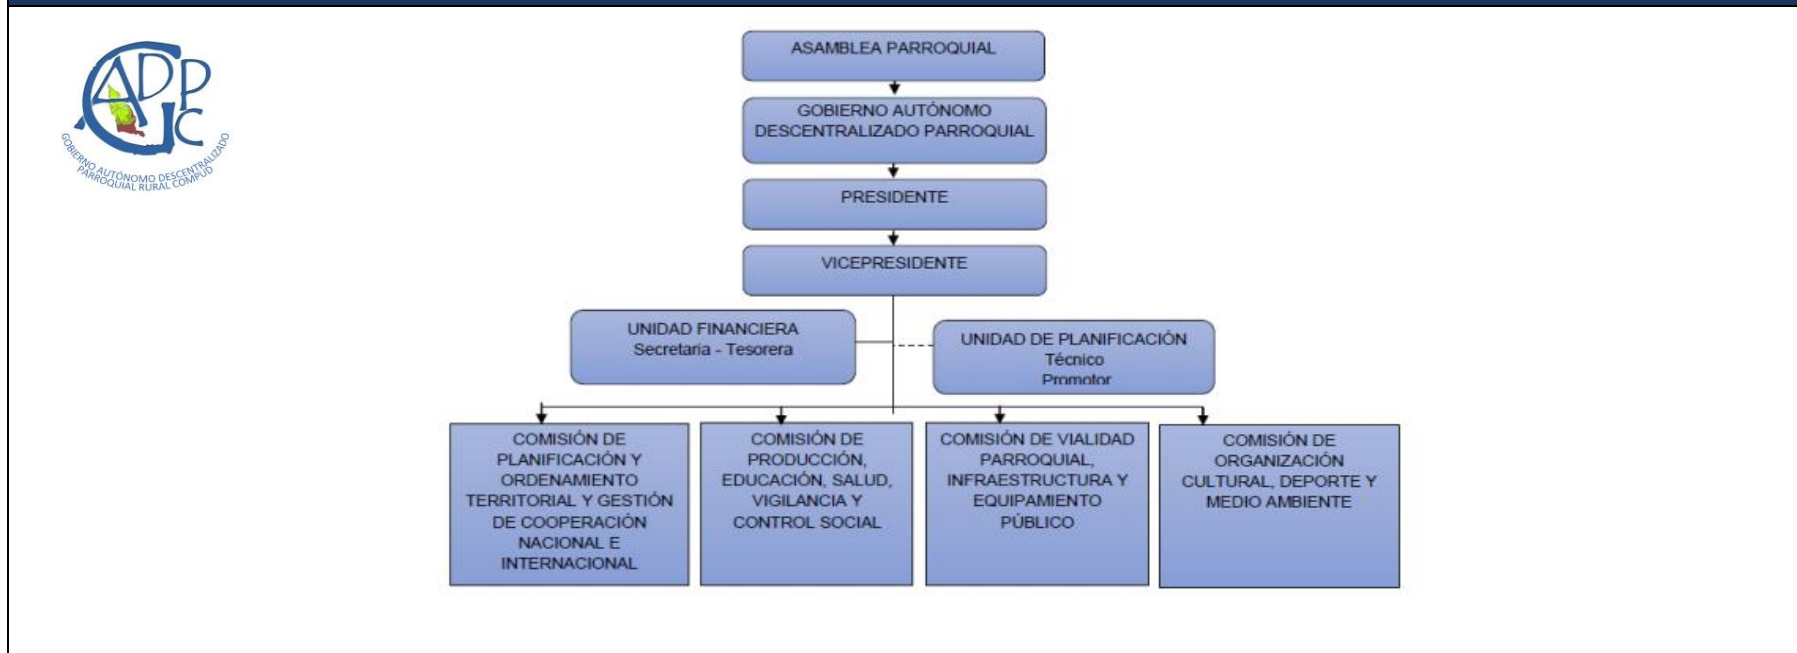 GADPC
GOBIERNO AUTÓNOMO DESCENTRALIZADO
PARROQUIAL RURAL COMPUD
ASAMBLEA PARROQUIAL
GOBIERNO AUTÓNOMO
DESCENTRALIZADO PARROQUIAL
PRESIDENTE
VICEPRESIDENTE
UNIDAD FINANCIERA
Secretaria - Tesorera
UNIDAD DE PLANIFICACIÓN
Técnico
Promotor
COMISIÓN DE
PLANIFICACIÓN Y
ORDENAMIENTO
TERRITORIAL Y GESTIÓN
DE COOPERACIÓN
NACIONAL E
INTERNACIONAL
COMISIÓN DE
PRODUCCIÓN,
EDUCACIÓN, SALUD,
VIGILANCIA Y
CONTROL SOCIAL
COMISIÓN DE VIALIDAD
PARROQUIAL,
INFRAESTRUCTURA Y
EQUIPAMIENTO
PÚBLICO
COMISIÓN DE
ORGANIZACIÓN
CULTURAL, DEPORTE Y
MEDIO AMBIENTE